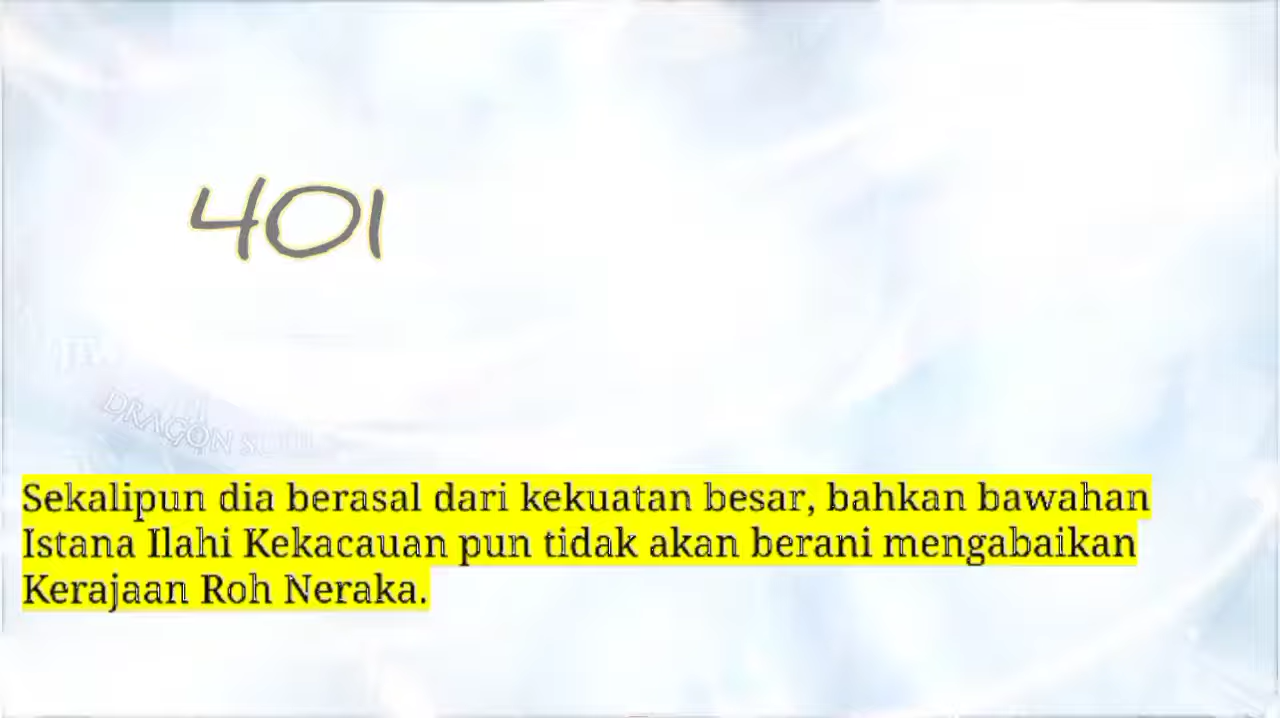 401
DRAGON
Sekalipun dia berasal dari kekuatan besar, bahkan bawahan
Istana Ilahi Kekacauan pun tidak akan berani mengabaikan
Kerajaan Roh Neraka.